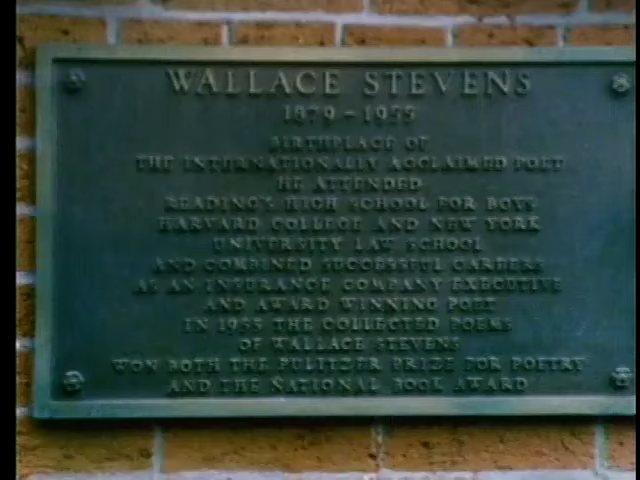 WALLACE STEVENS
1879 - 1955
BIRTHPLACE OF
THE INTERNATIONALLY ACCLAIMED POET
HE ATTENDED
READING'S HIGH SCHOOL FOR BOYS
HARVARD COLLEGE AND NEW YORK
UNIVERSITY LAW SCHOOL
AND COMBINED SUCCESSFUL CAREERS
AS AN INSURANCE COMPANY EXECUTIVE
AND AWARD WINNING POET
IN 1955 THE COLLECTED POEMS
OF WALLACE STEVENS
WON BOTH THE PULITZER PRIZE FOR POETRY
AND THE NATIONAL BOOK AWARD